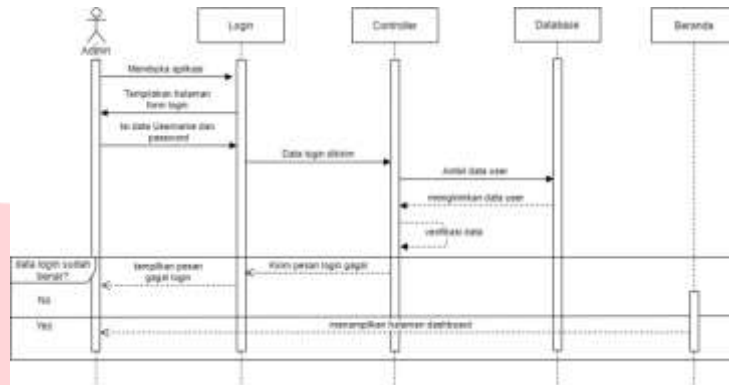 Login
Controller
Database
Beranda
Admin
Membuka aplikasi
Tampilakan halaman
form login
Isi data Username dan
password
Data login dikirim
Ambil data user
mengirimkan data user
verifikasi data
data login sudah
benar?
Kirim pesan login gagal
tampilkan pesan
gagal login
No
Yes
menampilkan halaman dashboard